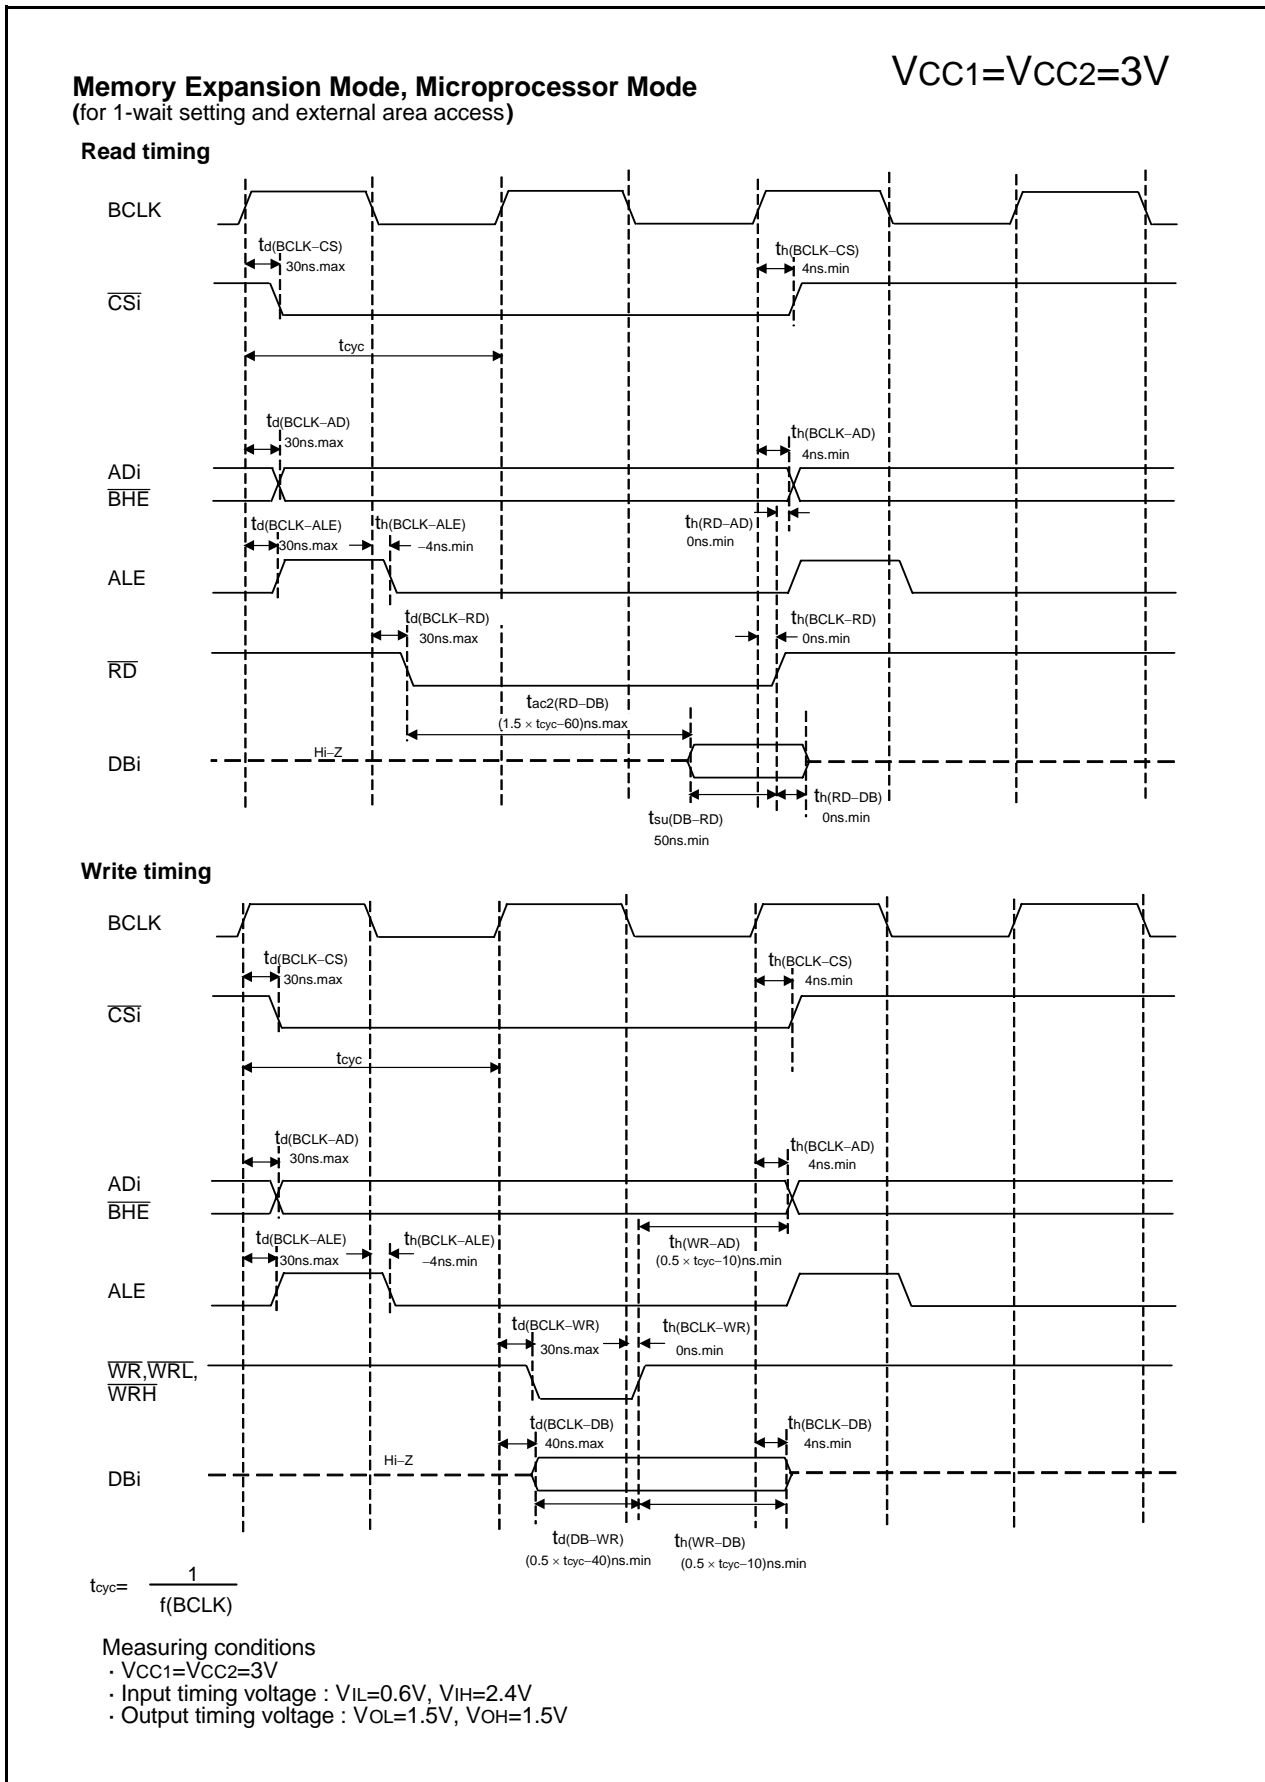 VCC1=VCC2=3V
Memory Expansion Mode, Microprocessor Mode
(for 1-wait setting and external area access)
Read timing
BCLK
td(BCLK−CS)
30ns.max
th(BCLK−CS)
4ns.min
CSi
tcyc
td(BCLK−AD)
30ns.max
th(BCLK−AD)
4ns.min
ADi
BHE
td(BCLK−ALE)
30ns.max
th(BCLK−ALE)
−4ns.min
th(RD−AD)
0ns.min
ALE
td(BCLK−RD)
30ns.max
th(BCLK−RD)
0ns.min
RD
tac2(RD−DB)
(1.5 × tcyc−60)ns.max
Hi−Z
DBi
tsu(DB−RD)
50ns.min
th(RD−DB)
0ns.min
Write timing
BCLK
td(BCLK−CS)
30ns.max
th(BCLK−CS)
4ns.min
CSi
tcyc
td(BCLK−AD)
30ns.max
th(BCLK−AD)
4ns.min
ADi
BHE
td(BCLK−ALE)
30ns.max
th(BCLK−ALE)
−4ns.min
th(WR−AD)
(0.5 × tcyc−10)ns.min
ALE
td(BCLK−WR)
30ns.max
th(BCLK−WR)
0ns.min
WR,WRL,
WRH
td(BCLK−DB)
40ns.max
th(BCLK−DB)
4ns.min
Hi−Z
DBi
td(DB−WR)
(0.5 × tcyc−40)ns.min
th(WR−DB)
(0.5 × tcyc−10)ns.min
tcyc= 1
f(BCLK)
Measuring conditions
· VCC1=VCC2=3V
· Input timing voltage : VIL=0.6V, VIH=2.4V
· Output timing voltage : VOL=1.5V, VOH=1.5V